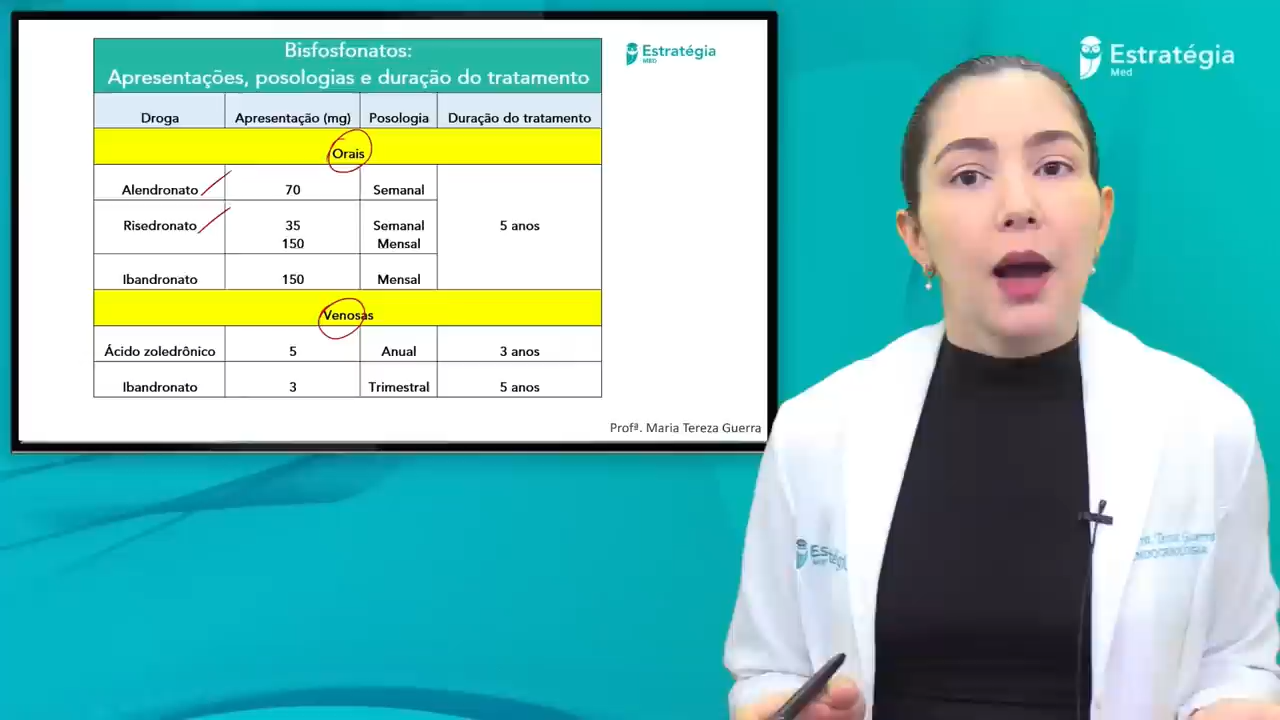 Bisfosfonatos:
Apresentações, posologias e duração do tratamento
Droga Apresentação (mg) Posologia Duração do tratamento
Orais
Alendronato 70 Semanal
Risedronato 35 Semanal 5 anos
150 Mensal
Ibandronato 150 Mensal
Venosas
Ácido zoledrônico 5 Anual 3 anos
Ibandronato 3 Trimestral 5 anos
Profª. Maria Tereza Guerra
Estratégia
MED
Estratégia
Med